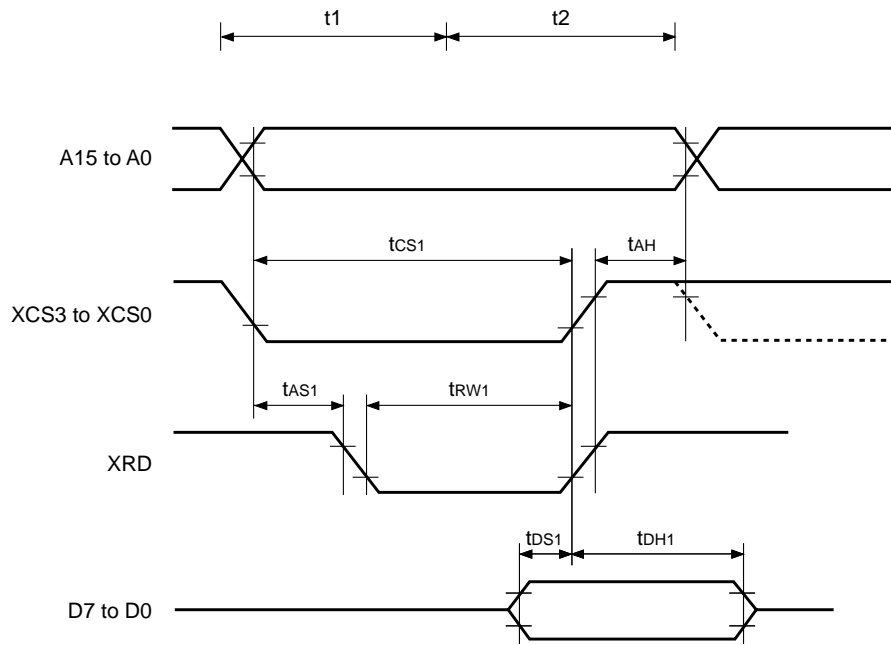 t1 t2
A15 to A0
tCS1 tAH
XCS3 to XCS0
tAS1 tRW1
XRD
tDS1 tDH1
D7 to D0